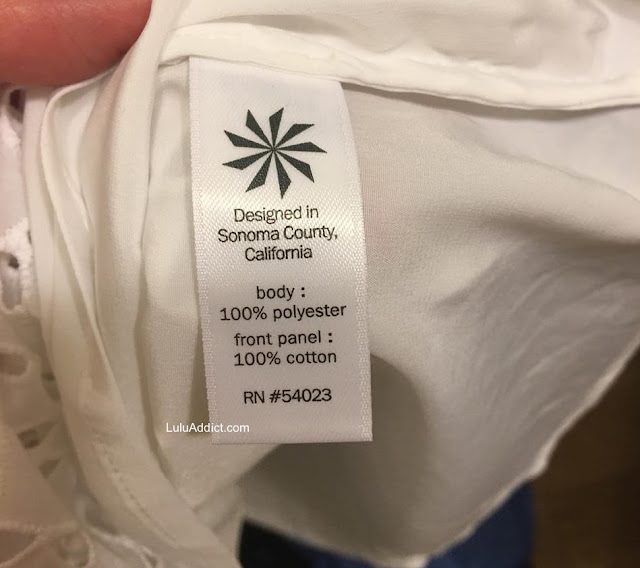 Designed in
Sonoma County,
California
body :
100% polyester
front panel :
100% cotton
RN #54023
LuluAddict.com